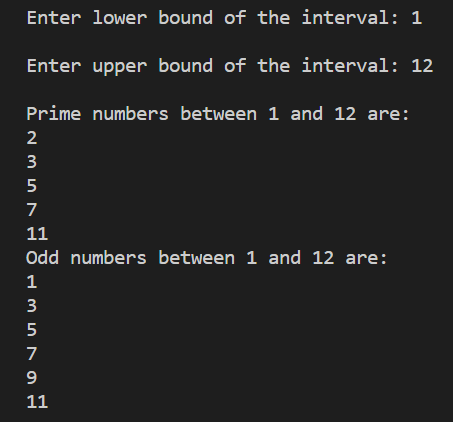 Enter lower bound of the interval: 1
Enter upper bound of the interval: 12
Prime numbers between 1 and 12 are:
2
3
5
7
11
Odd numbers between 1 and 12 are:
1
3
5
7
9
11